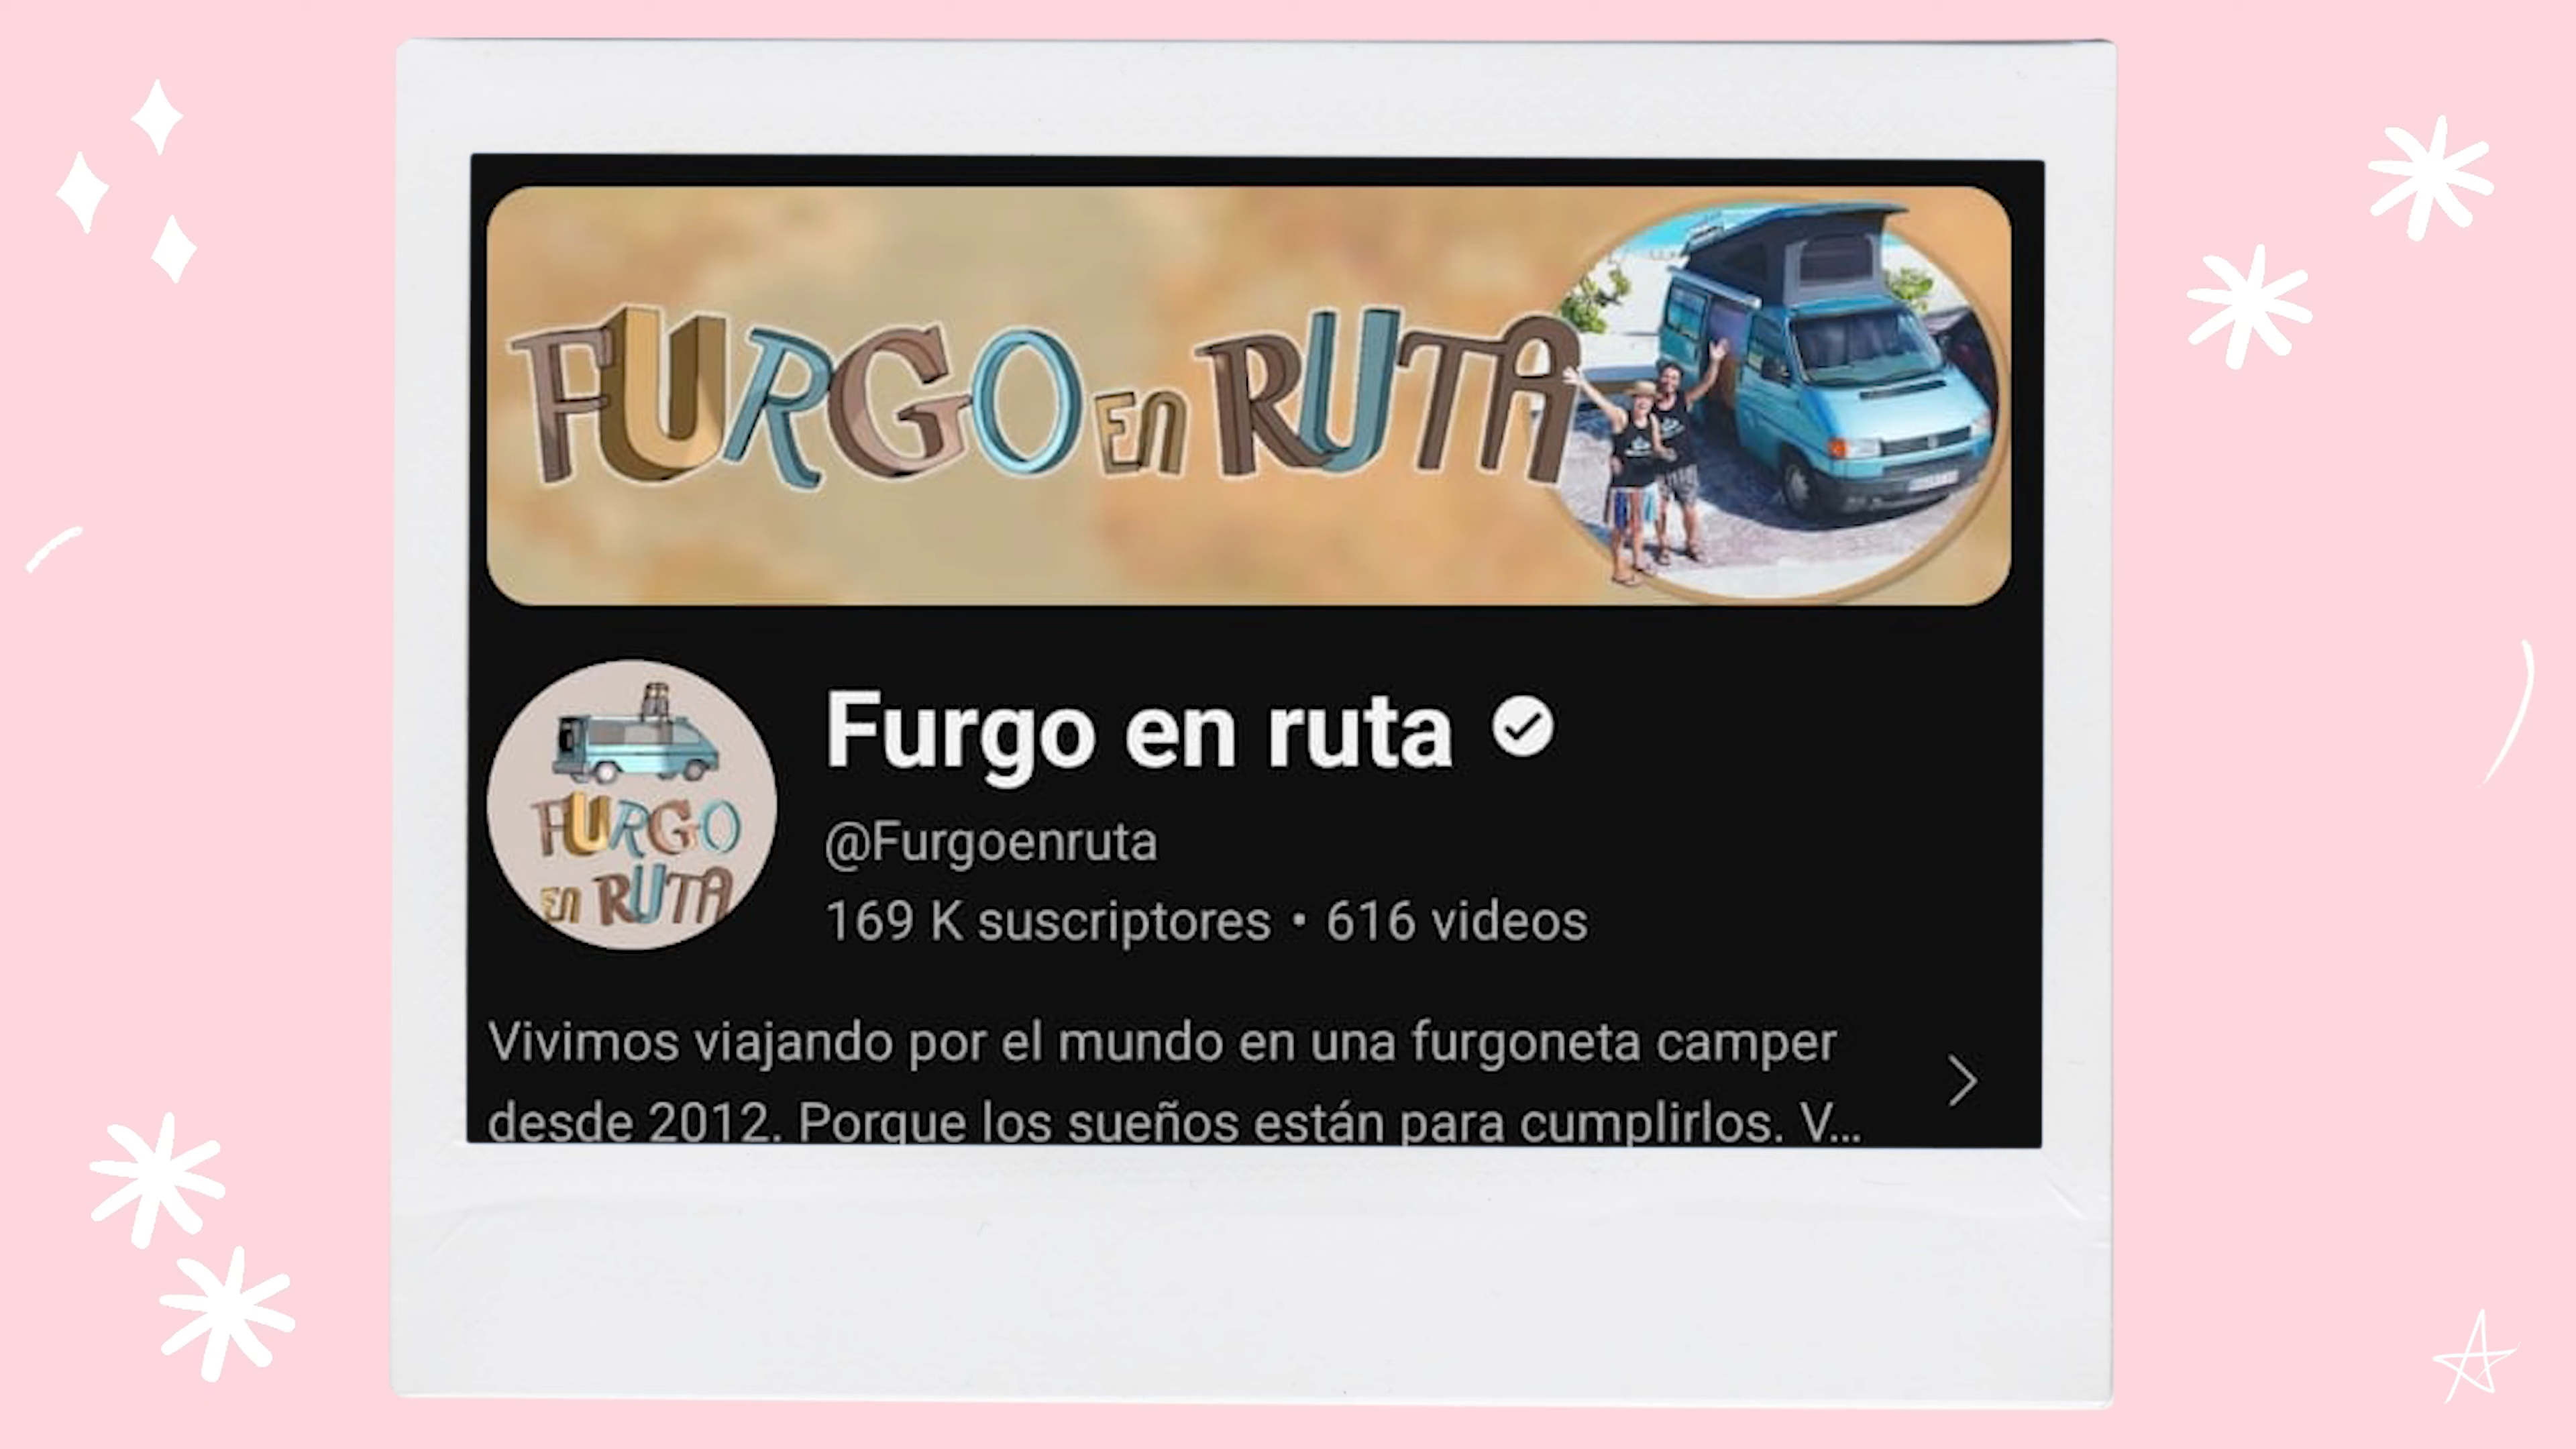 FURGO EN RUTA
FURGO
EN RUTA
Furgo en ruta
@Furgoenruta
169 K suscriptores • 616 videos
Vivimos viajando por el mundo en una furgoneta camper
desde 2012. Porque los sueños están para cumplirlos. V...